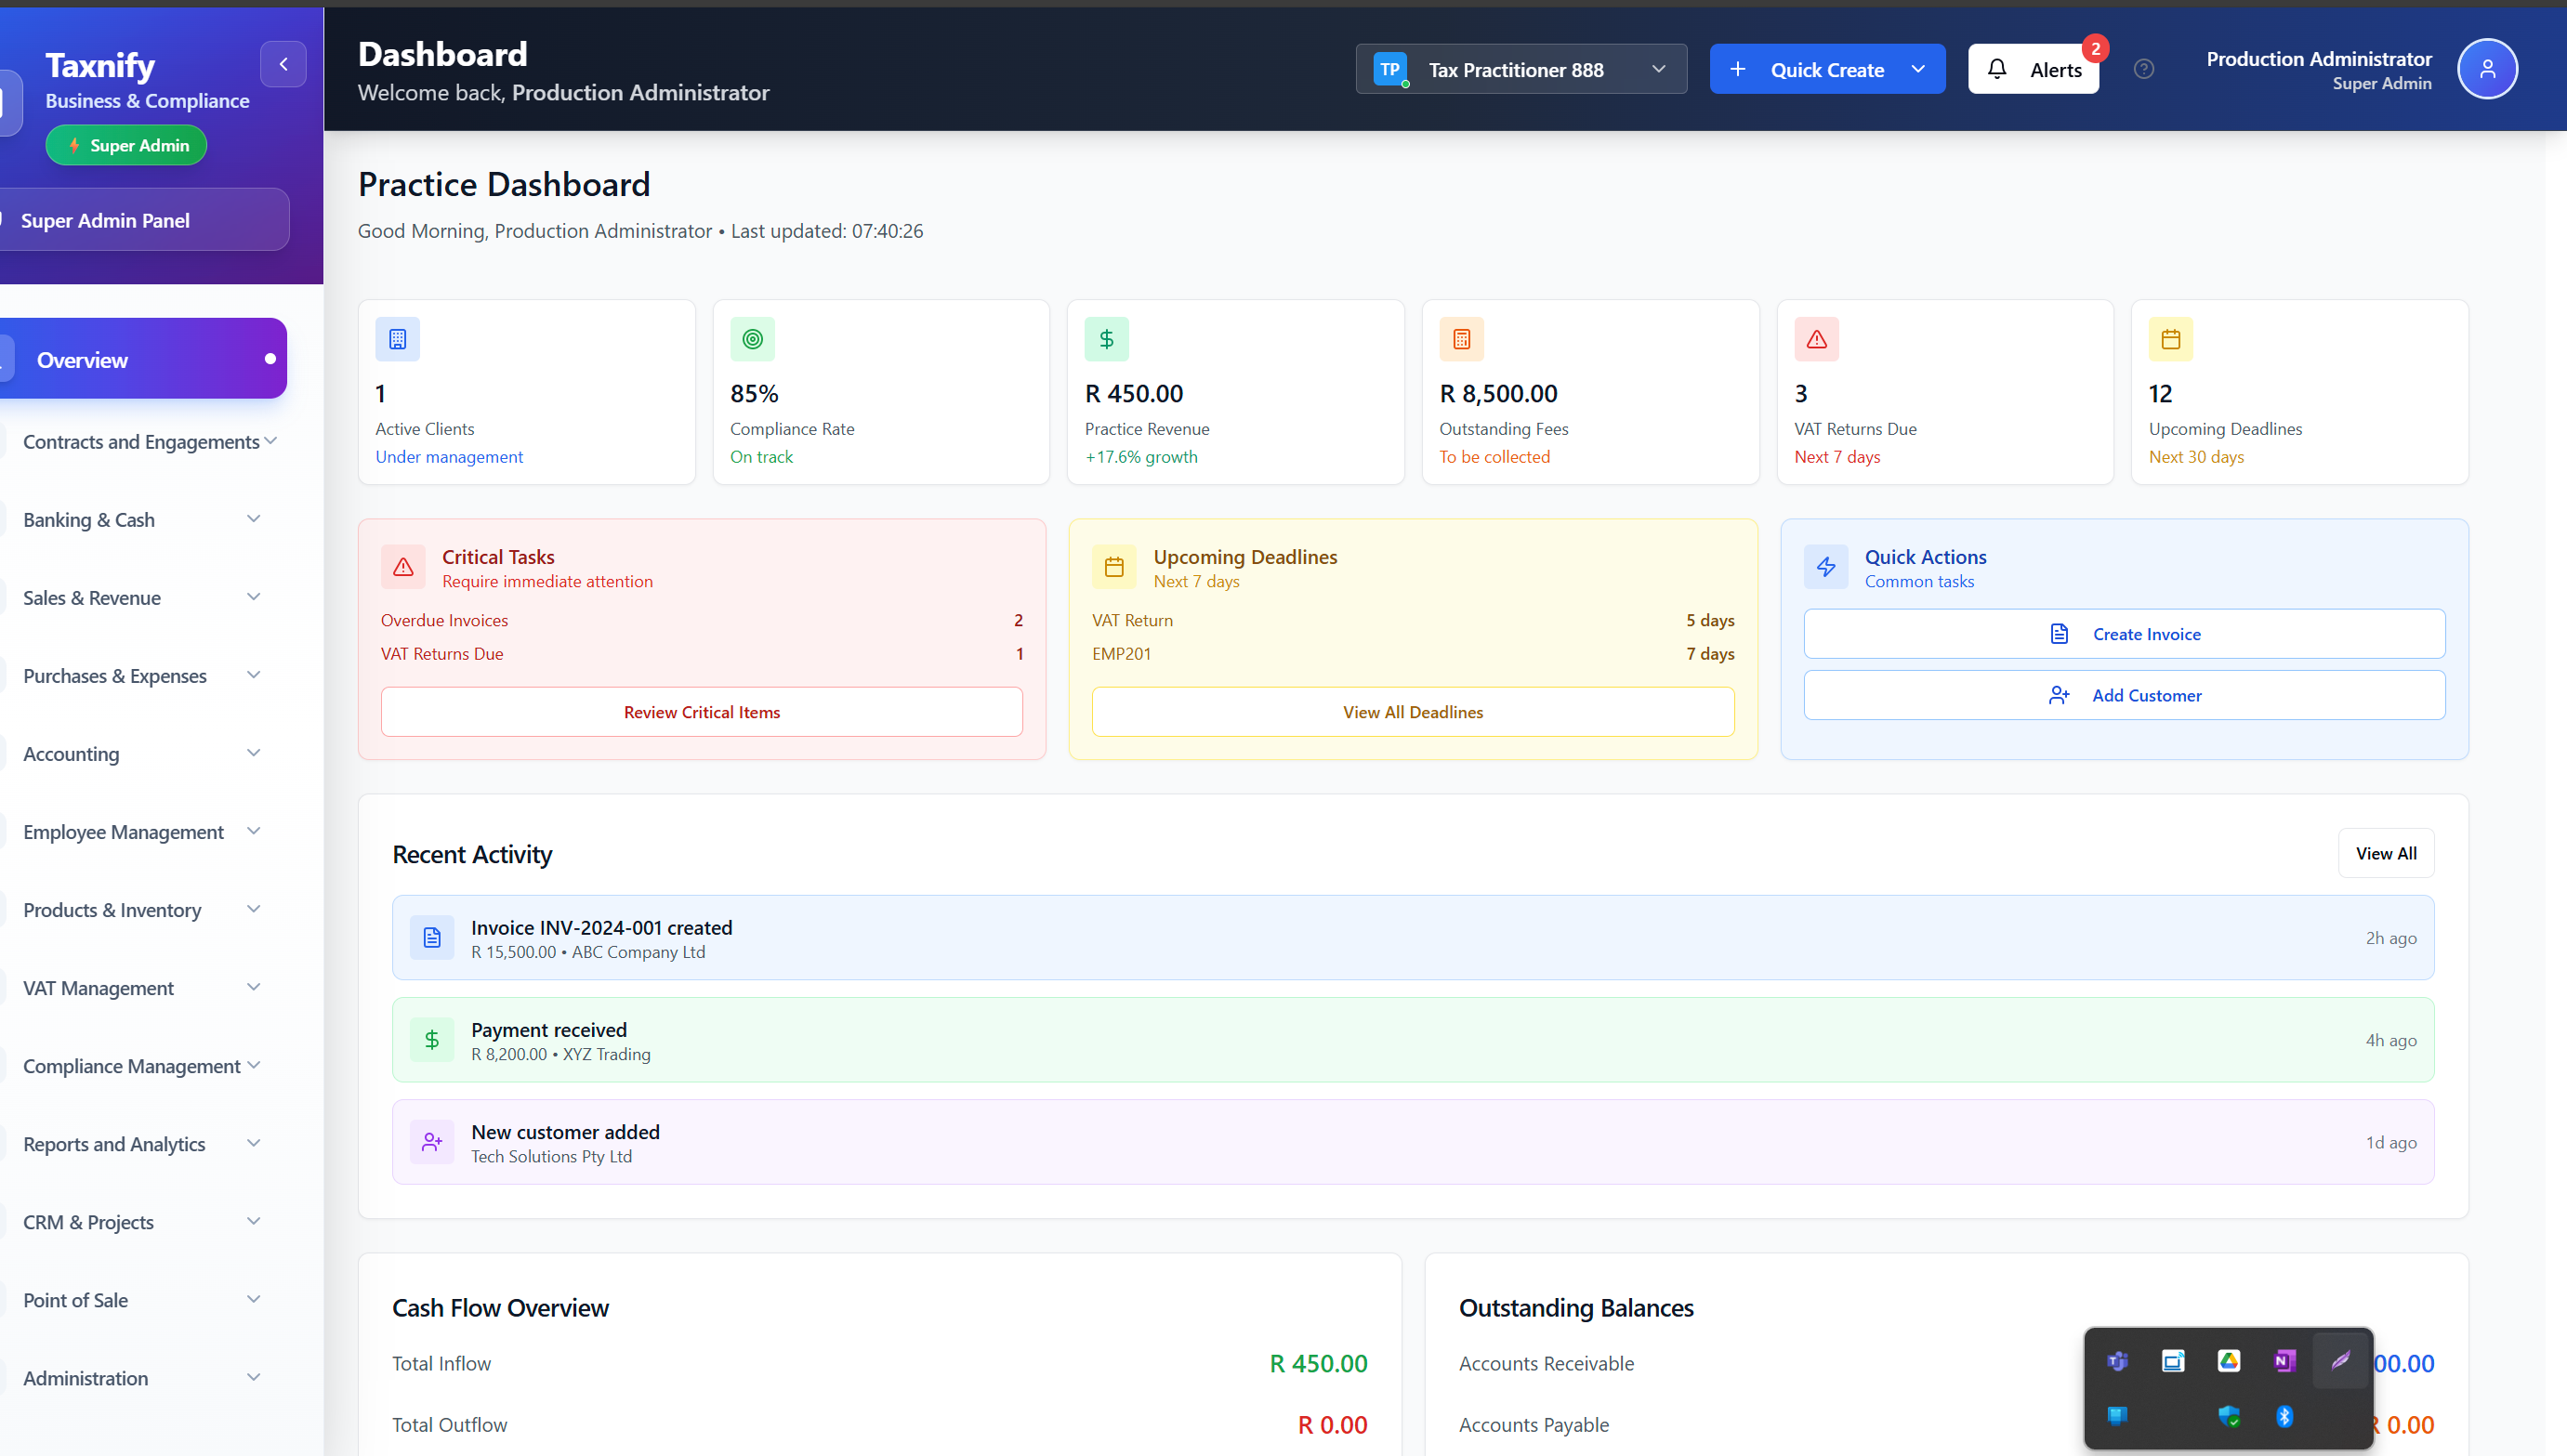 Taxnify
Business & Compliance
Super Admin
Super Admin Panel
Overview
Contracts and Engagements
Banking & Cash
Sales & Revenue
Purchases & Expenses
Accounting
Employee Management
Products & Inventory
VAT Management
Compliance Management
Reports and Analytics
CRM & Projects
Point of Sale
Administration
Dashboard
Welcome back, Production Administrator
TP
Tax Practitioner 888
Quick Create
Alerts
2
Production Administrator
Super Admin
Practice Dashboard
Good Morning, Production Administrator • Last updated: 07:40:26
1
Active Clients
Under management
85%
Compliance Rate
On track
R 450.00
Practice Revenue
+17.6% growth
R 8,500.00
Outstanding Fees
To be collected
3
VAT Returns Due
Next 7 days
12
Upcoming Deadlines
Next 30 days
Critical Tasks
Require immediate attention
Overdue Invoices 2
VAT Returns Due 1
Review Critical Items
Upcoming Deadlines
Next 7 days
VAT Return 5 days
EMP201 7 days
View All Deadlines
Quick Actions
Common tasks
Create Invoice
Add Customer
Recent Activity
View All
Invoice INV-2024-001 created
R 15,500.00 • ABC Company Ltd
2h ago
Payment received
R 8,200.00 • XYZ Trading
4h ago
New customer added
Tech Solutions Pty Ltd
1d ago
Cash Flow Overview
Total Inflow R 450.00
Total Outflow R 0.00
Outstanding Balances
Accounts Receivable 00.00
Accounts Payable R 0.00